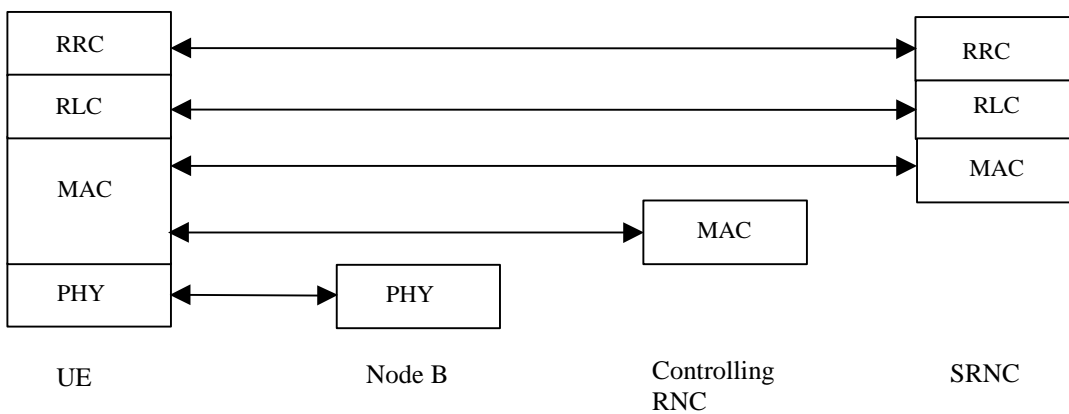 RRC
RRC
RLC
RLC
MAC
MAC
MAC
PHY
PHY
UE
Node B
Controlling
RNC
SRNC